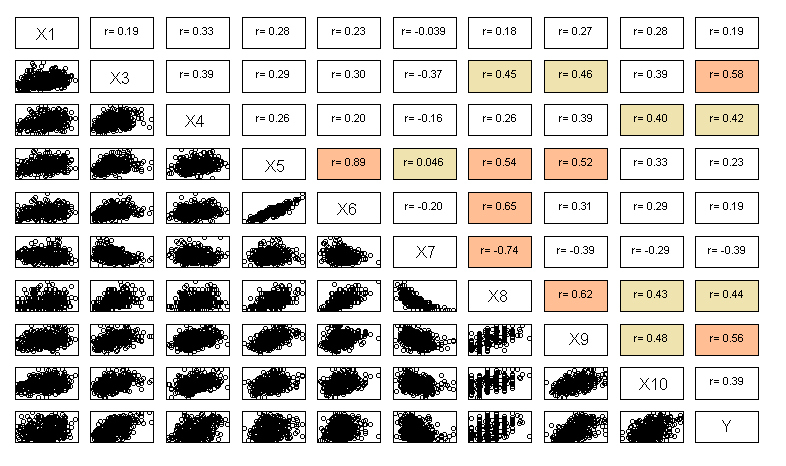 X1 r= 0.19 r= 0.33 r= 0.28 r= 0.23 r= -0.039 r= 0.18 r= 0.27 r= 0.28 r= 0.19
X3 r= 0.39 r= 0.29 r= 0.30 r= -0.37 r= 0.45 r= 0.46 r= 0.39 r= 0.58
X4 r= 0.26 r= 0.20 r= -0.16 r= 0.26 r= 0.39 r= 0.40 r= 0.42
X5 r= 0.89 r= 0.046 r= 0.54 r= 0.52 r= 0.33 r= 0.23
X6 r= -0.20 r= 0.65 r= 0.31 r= 0.29 r= 0.19
X7 r= -0.74 r= -0.39 r= -0.29 r= -0.39
X8 r= 0.62 r= 0.43 r= 0.44
X9 r= 0.48 r= 0.56
X10 r= 0.39
Y